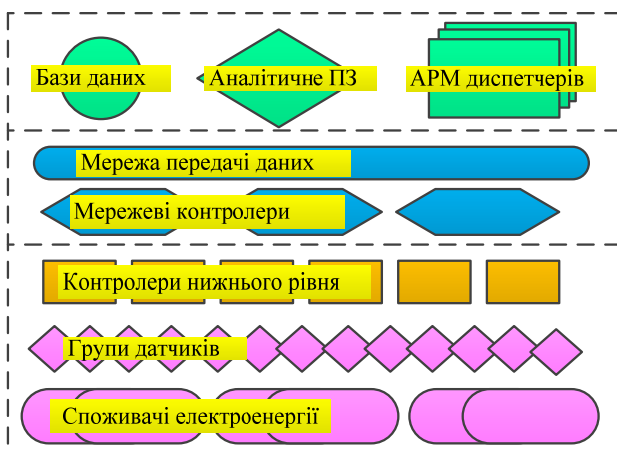 Бази даних
Аналітичне ПЗ
АРМ диспетчерів
Мережа передачі даних
Мережеві контролери
Контролери нижнього рівня
Групи датчиків
Споживачі електроенергії